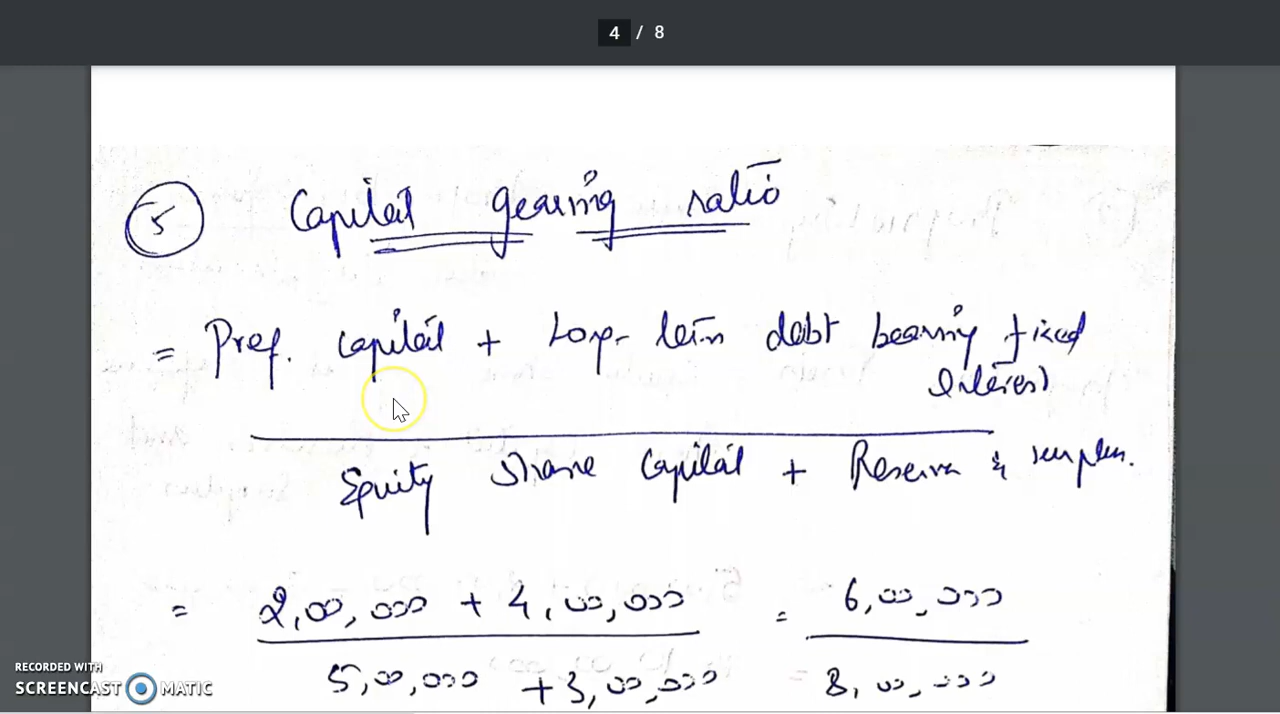 4 / 8
5 Capital gearing ratio
= Pref. Capital + Long-term debt bearing fixed
Interest
Equity Share Capital + Reserve & surplus.
= 2,00,000 + 4,00,000 = 6,00,000
5,00,000 + 3,00,000 8,00,000
RECORDED WITH
SCREENCAST MATIC